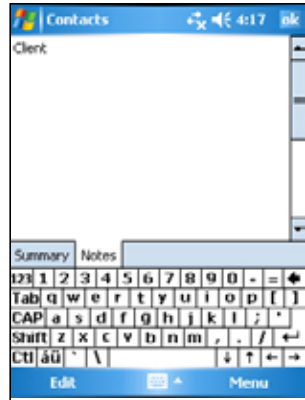 Contacts 4:17 ok
Client
Summary Notes
123 1 2 3 4 5 6 7 8 9 0 - =
Tab q w e r t y u i o p [ ]
CAP a s d f g h j k l ; '
Shift z x c v b n m , . /
Ctl áü ` \
Edit Menu